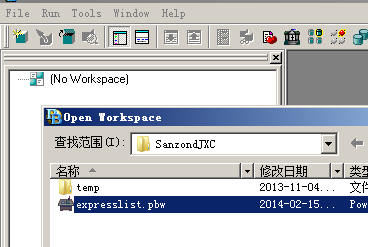 File Run Tools Window Help
(No Workspace)
Open Workspace
查找范围(I): SanzondJXC
名称 修改日期 类型
temp 2013-11-04... 文件
expresslist.pbw 2014-02-15... Pow